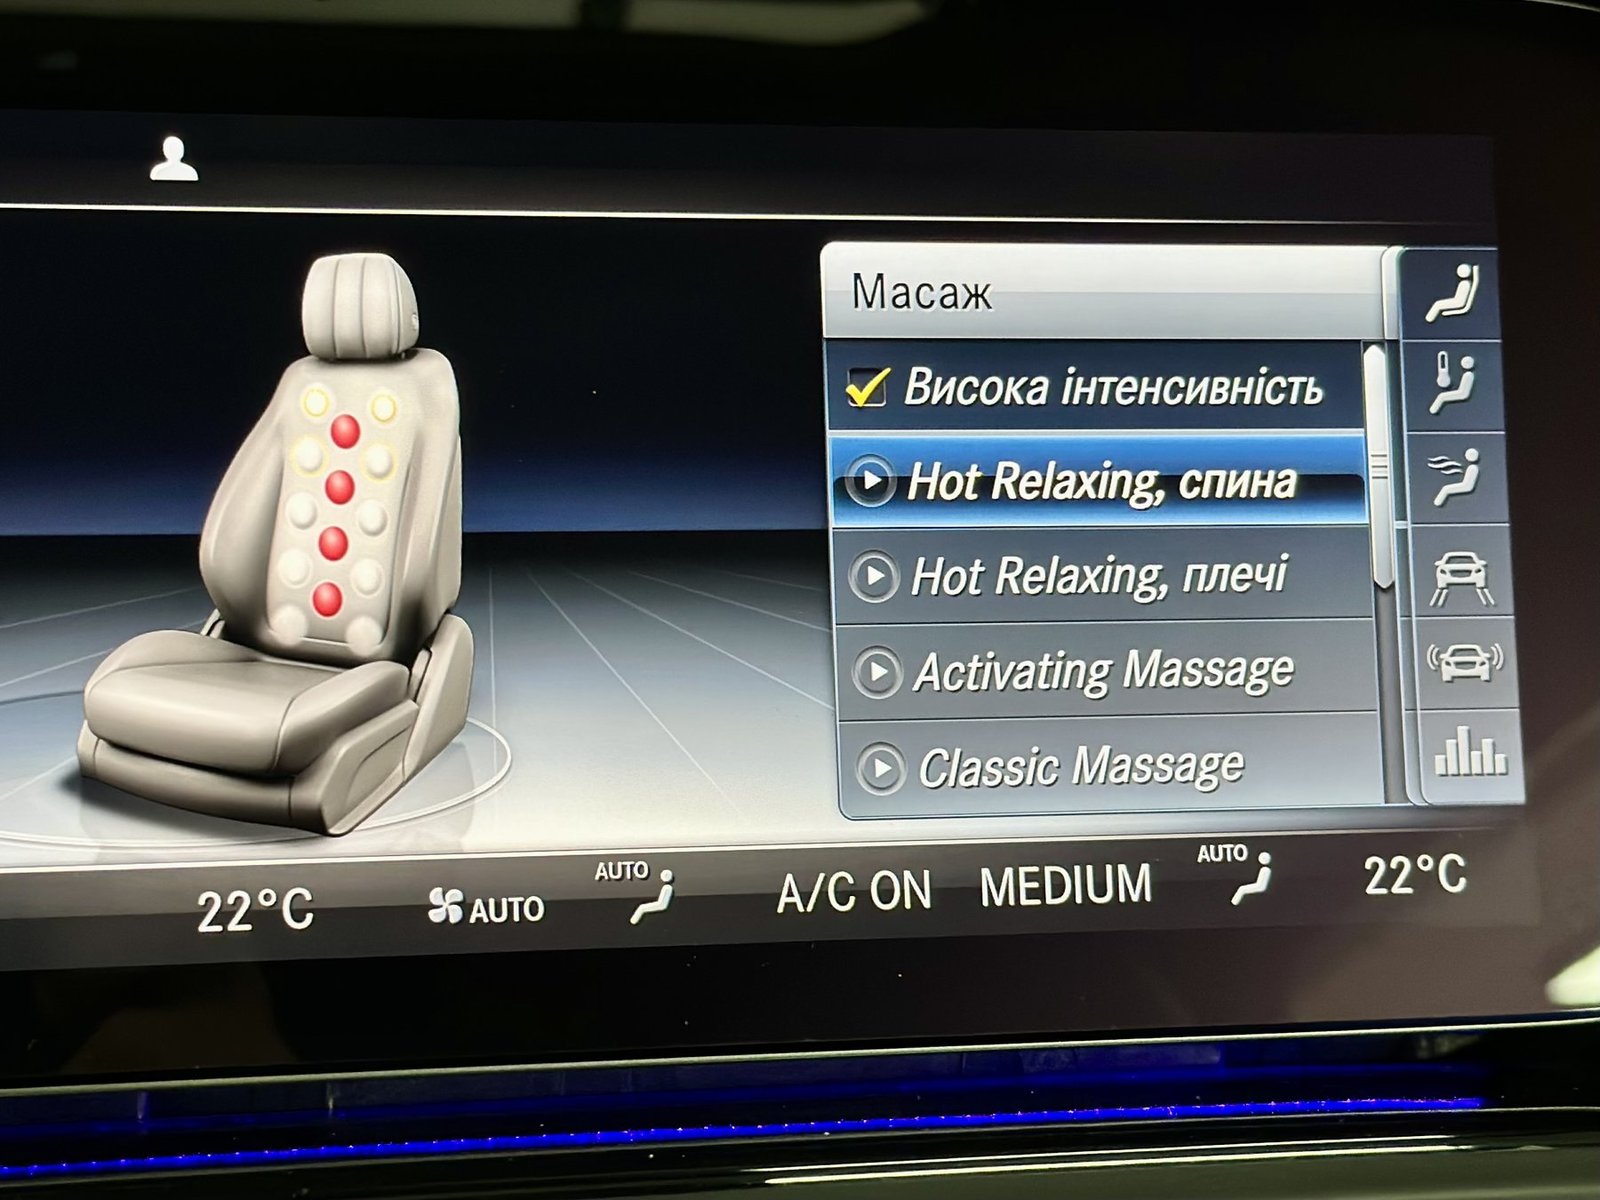 Масаж
Висока інтенсивність
Hot Relaxing, спина
Hot Relaxing, плечі
Activating Massage
Classic Massage
22°C AUTO AUTO A/C ON MEDIUM AUTO 22°C